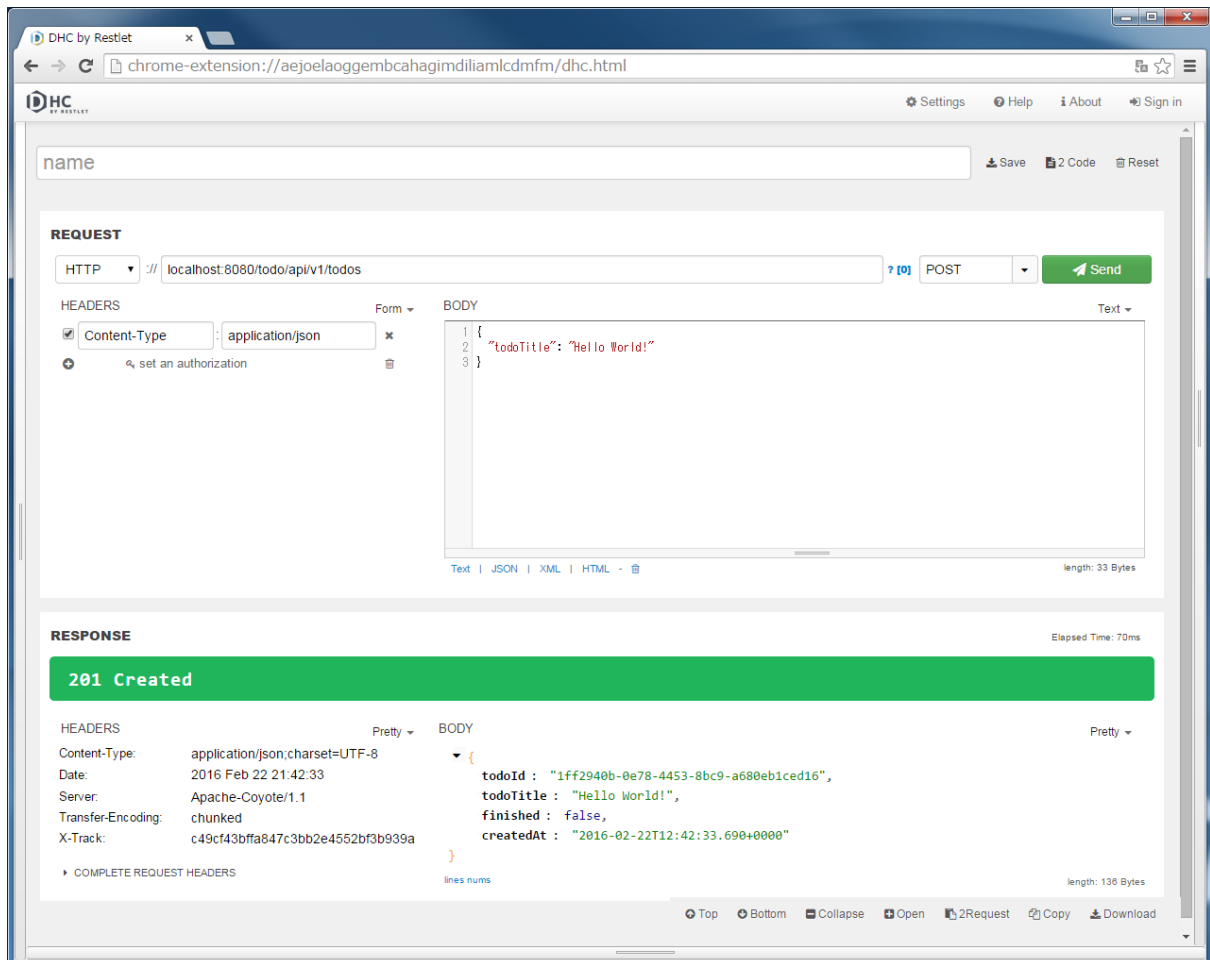 DHC by Restlet
chrome-extension://aejoelaoggembcahagimdiliamlcdmfm/dhc.html
DHC
BY RESTLET
Settings Help About Sign in
name
Save 2 Code Reset
REQUEST
HTTP :// localhost:8080/todo/api/v1/todos ? [0] POST Send
HEADERS Form BODY Text
Content-Type : application/json
set an authorization
1 {
2 "todoTitle": "Hello World!"
3 }
Text | JSON | XML | HTML - length: 33 Bytes
RESPONSE Elapsed Time: 70ms
201 Created
HEADERS Pretty BODY Pretty
Content-Type: application/json;charset=UTF-8
Date: 2016 Feb 22 21:42:33
Server: Apache-Coyote/1.1
Transfer-Encoding: chunked
X-Track: c49cf43bffa847c3bb2e4552bf3b939a
COMPLETE REQUEST HEADERS
{
todoId : "1ff2940b-0e78-4453-8bc9-a680eb1ced16",
todoTitle : "Hello World!",
finished : false,
createdAt : "2016-02-22T12:42:33.690+0000"
}
lines nums length: 136 Bytes
Top Bottom Collapse Open 2Request Copy Download